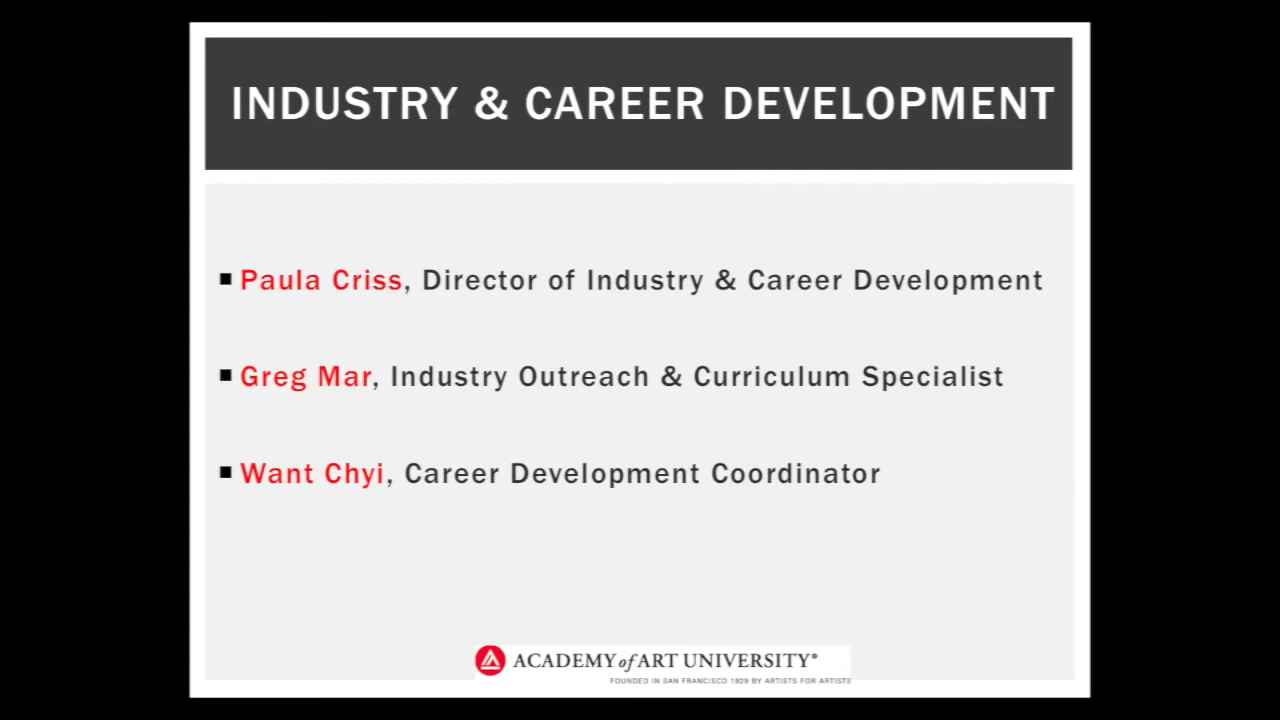 INDUSTRY & CAREER DEVELOPMENT
Paula Criss, Director of Industry & Career Development
Greg Mar, Industry Outreach & Curriculum Specialist
Want Chyi, Career Development Coordinator
ACADEMY of ART UNIVERSITY®
FOUNDED IN SAN FRANCISCO 1929 BY ARTISTS FOR ARTISTS